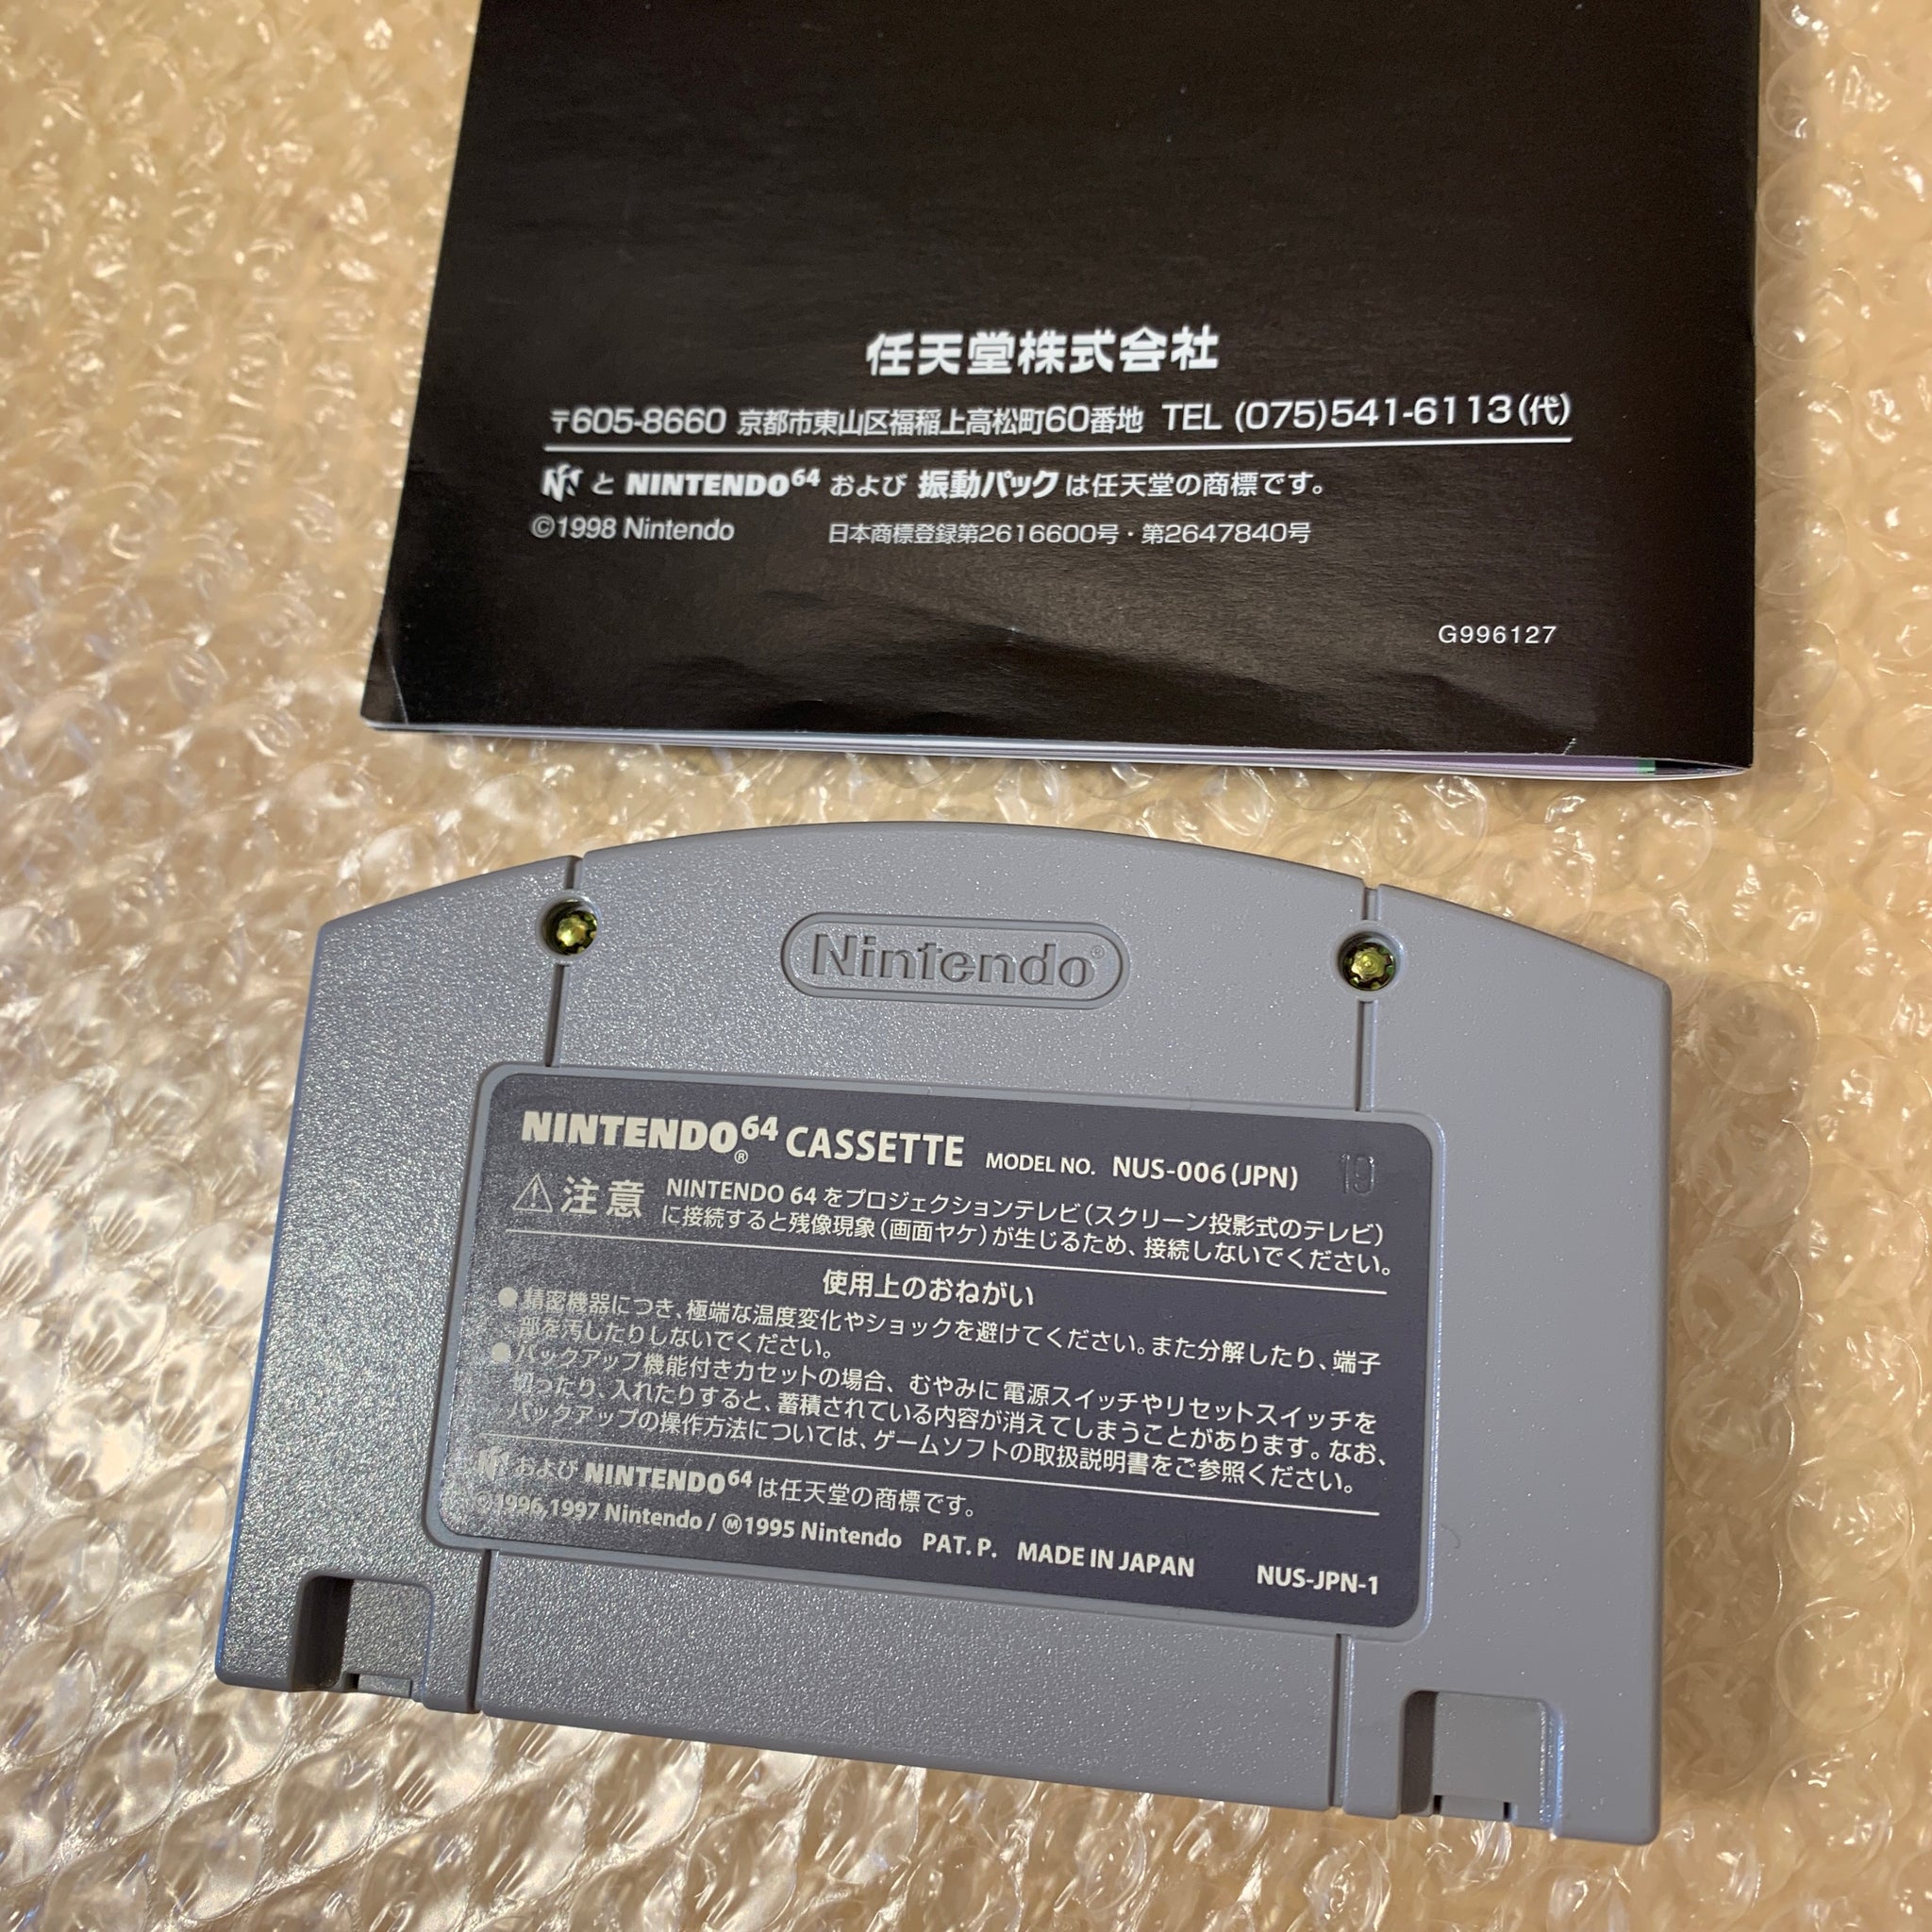 任天堂株式会社
〒605-8660 京都市東山区福稲上高松町60番地 TEL (075)541-6113(代)
と NINTENDO64 および 振動パック は任天堂の商標です。
©1998 Nintendo 日本商標登録第2616600号・第2647840号
G996127
Nintendo®
NINTENDO64® CASSETTE MODEL NO. NUS-006(JPN) 10
⚠注意 NINTENDO 64 をプロジェクションテレビ(スクリーン投影式のテレビ)
に接続すると残像現象(画面ヤケ)が生じるため、接続しないでください。
使用上のおねがい
●精密機器につき、極端な温度変化やショックを避けてください。また分解したり、端子
部を汚したりしないでください。
●バックアップ機能付きカセットの場合、むやみに電源スイッチやリセットスイッチを
切ったり、入れたりすると、蓄積されている内容が消えてしまうことがあります。なお、
バックアップの操作方法については、ゲームソフトの取扱説明書をご参照ください。
および NINTENDO64 は任天堂の商標です。
©1996,1997 Nintendo / Ⓜ1995 Nintendo PAT. P. MADE IN JAPAN NUS-JPN-1